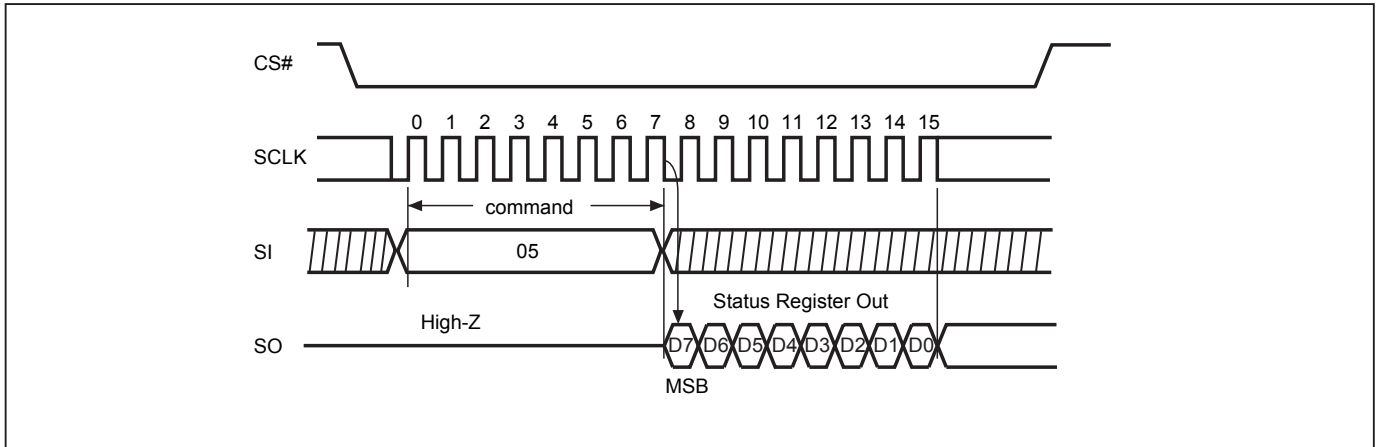 CS#
0 1 2 3 4 5 6 7 8 9 10 11 12 13 14 15
SCLK
command
SI
05
Status Register Out
High-Z
SO
D7 D6 D5 D4 D3 D2 D1 D0
MSB